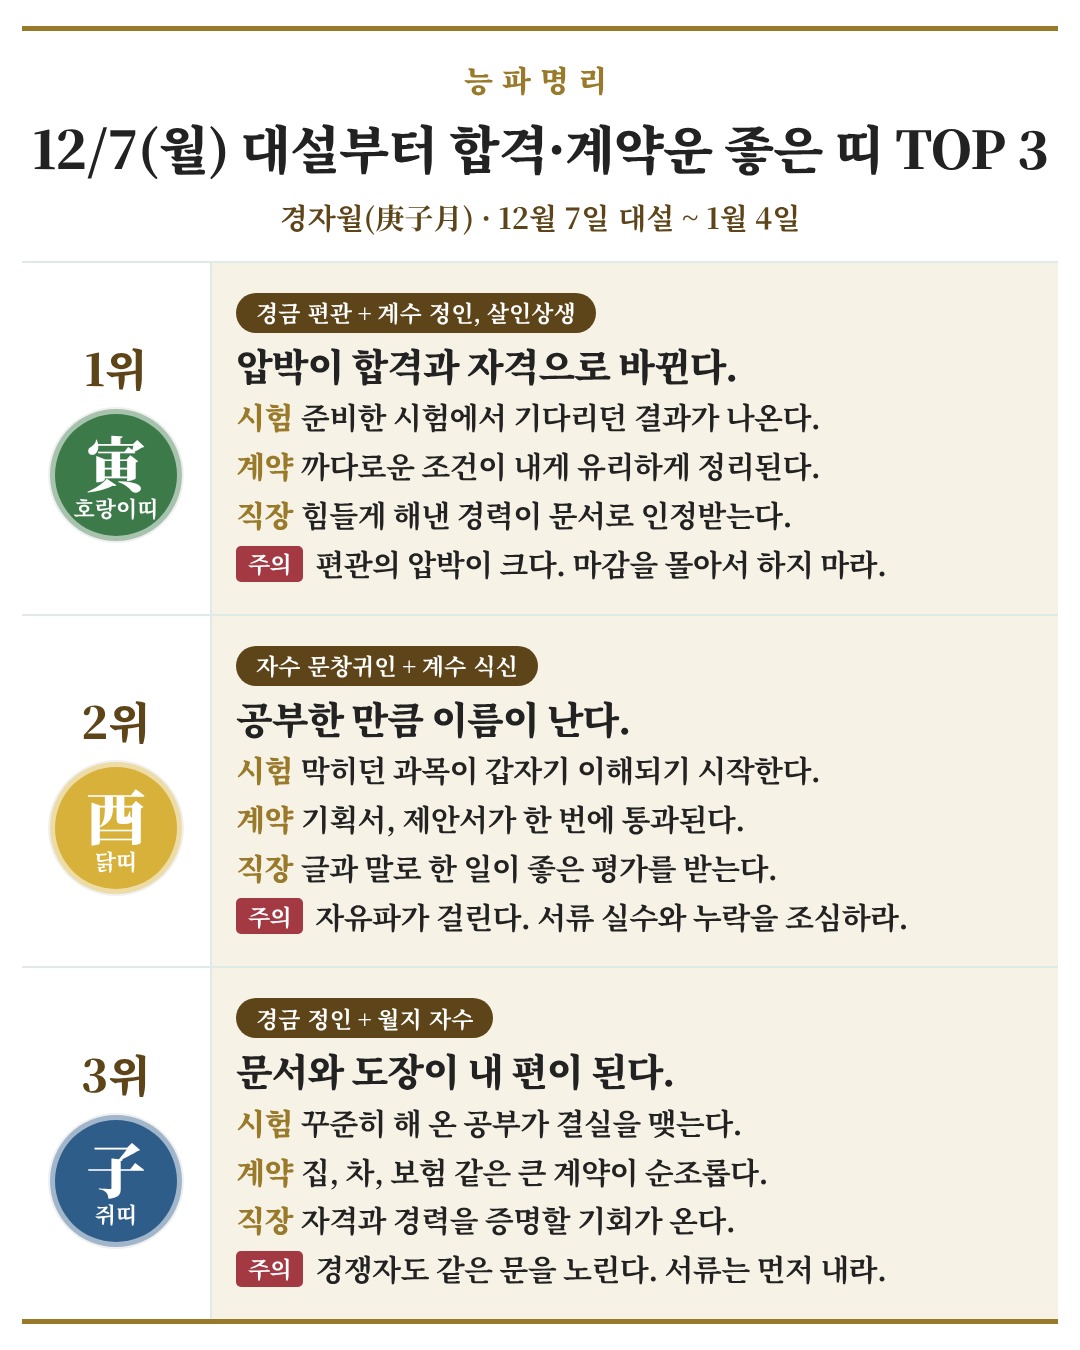 능파명리
12/7(월) 대설부터 합격·계약운 좋은 띠 TOP 3
경자월(庚子月) · 12월 7일 대설 ~ 1월 4일
1위
寅
호랑이띠
경금 편관 + 계수 정인, 살인상생
압박이 합격과 자격으로 바뀐다.
시험 준비한 시험에서 기다리던 결과가 나온다.
계약 까다로운 조건이 내게 유리하게 정리된다.
직장 힘들게 해낸 경력이 문서로 인정받는다.
주의 편관의 압박이 크다. 마감을 몰아서 하지 마라.
2위
酉
닭띠
자수 문창귀인 + 계수 식신
공부한 만큼 이름이 난다.
시험 막히던 과목이 갑자기 이해되기 시작한다.
계약 기획서, 제안서가 한 번에 통과된다.
직장 글과 말로 한 일이 좋은 평가를 받는다.
주의 자유파가 걸린다. 서류 실수와 누락을 조심하라.
3위
子
쥐띠
경금 정인 + 월지 자수
문서와 도장이 내 편이 된다.
시험 꾸준히 해 온 공부가 결실을 맺는다.
계약 집, 차, 보험 같은 큰 계약이 순조롭다.
직장 자격과 경력을 증명할 기회가 온다.
주의 경쟁자도 같은 문을 노린다. 서류는 먼저 내라.